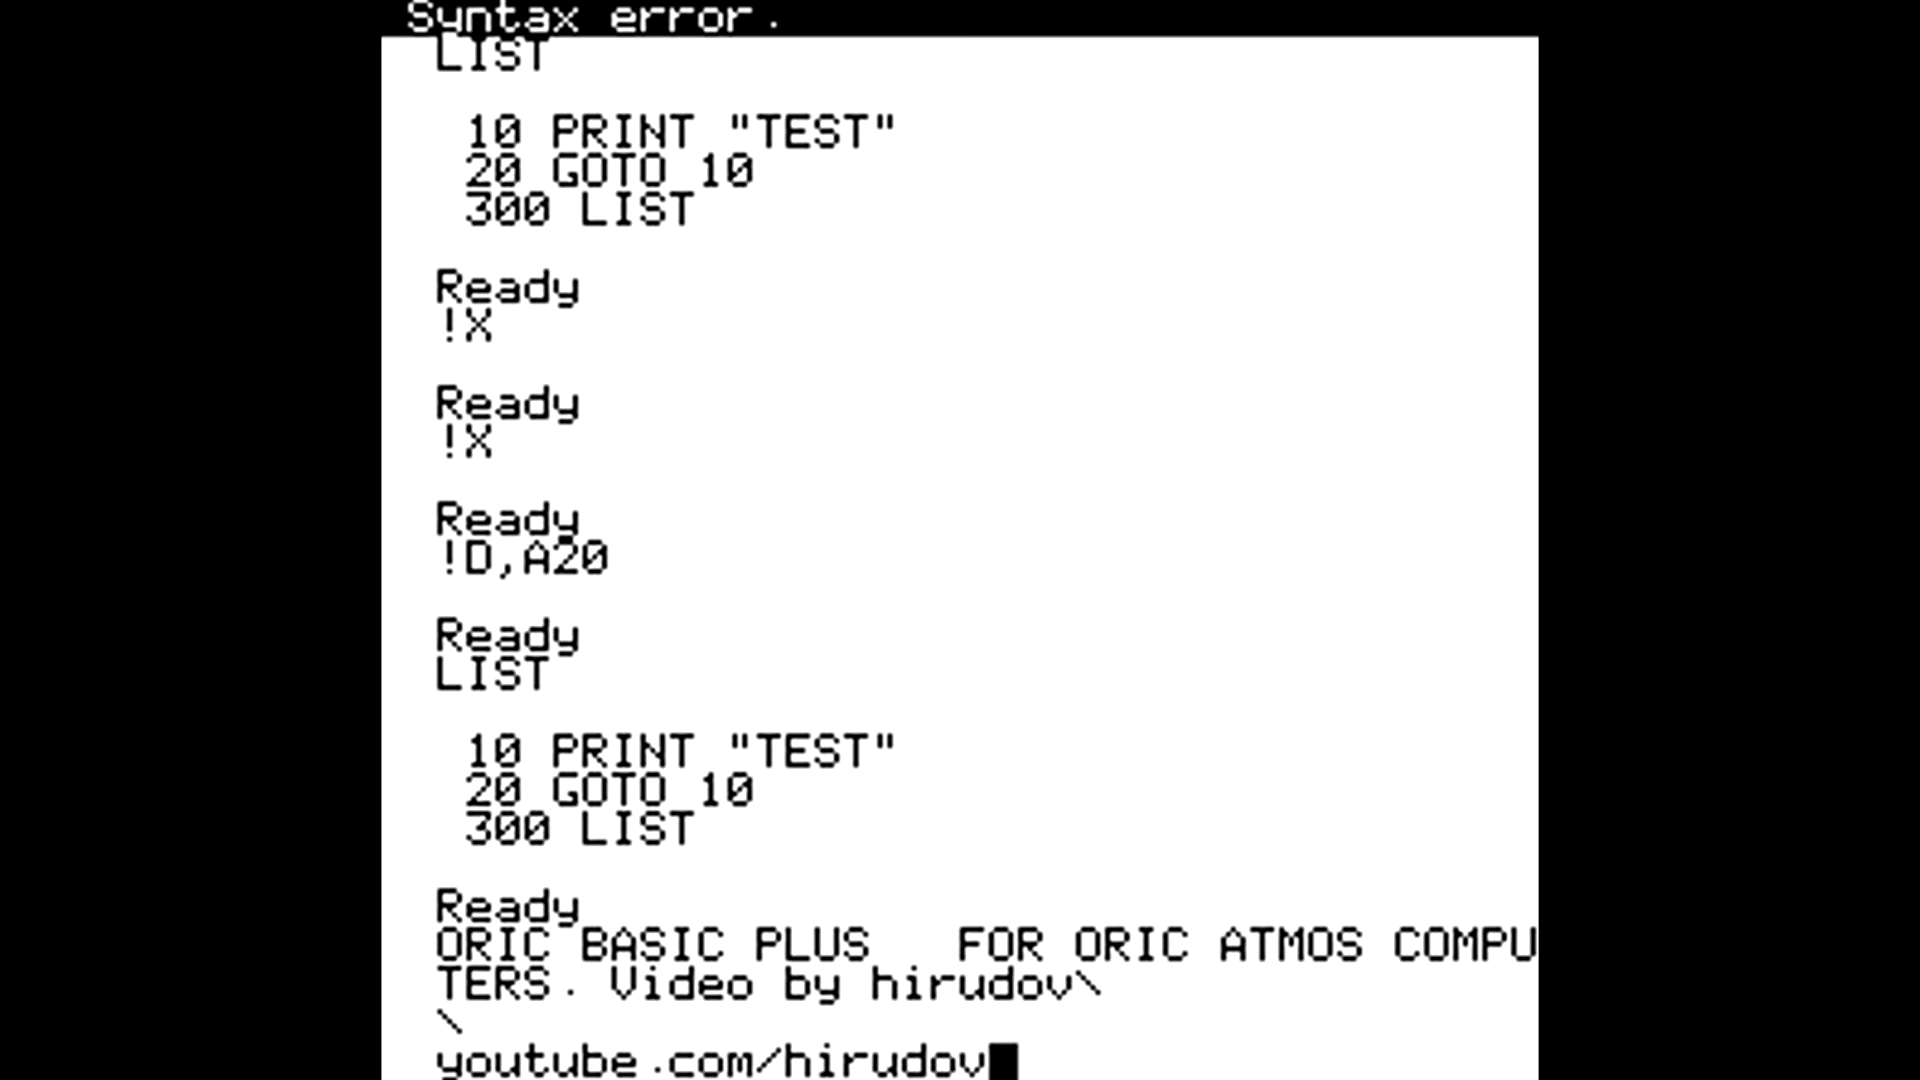 Syntax error.
LIST
10 PRINT "TEST"
20 GOTO 10
300 LIST
Ready
!X
Ready
!X
Ready
!D,A20
Ready
LIST
10 PRINT "TEST"
20 GOTO 10
300 LIST
Ready
ORIC BASIC PLUS   FOR ORIC ATMOS COMPU
TERS. Video by hirudov\
\
youtube.com/hirudov